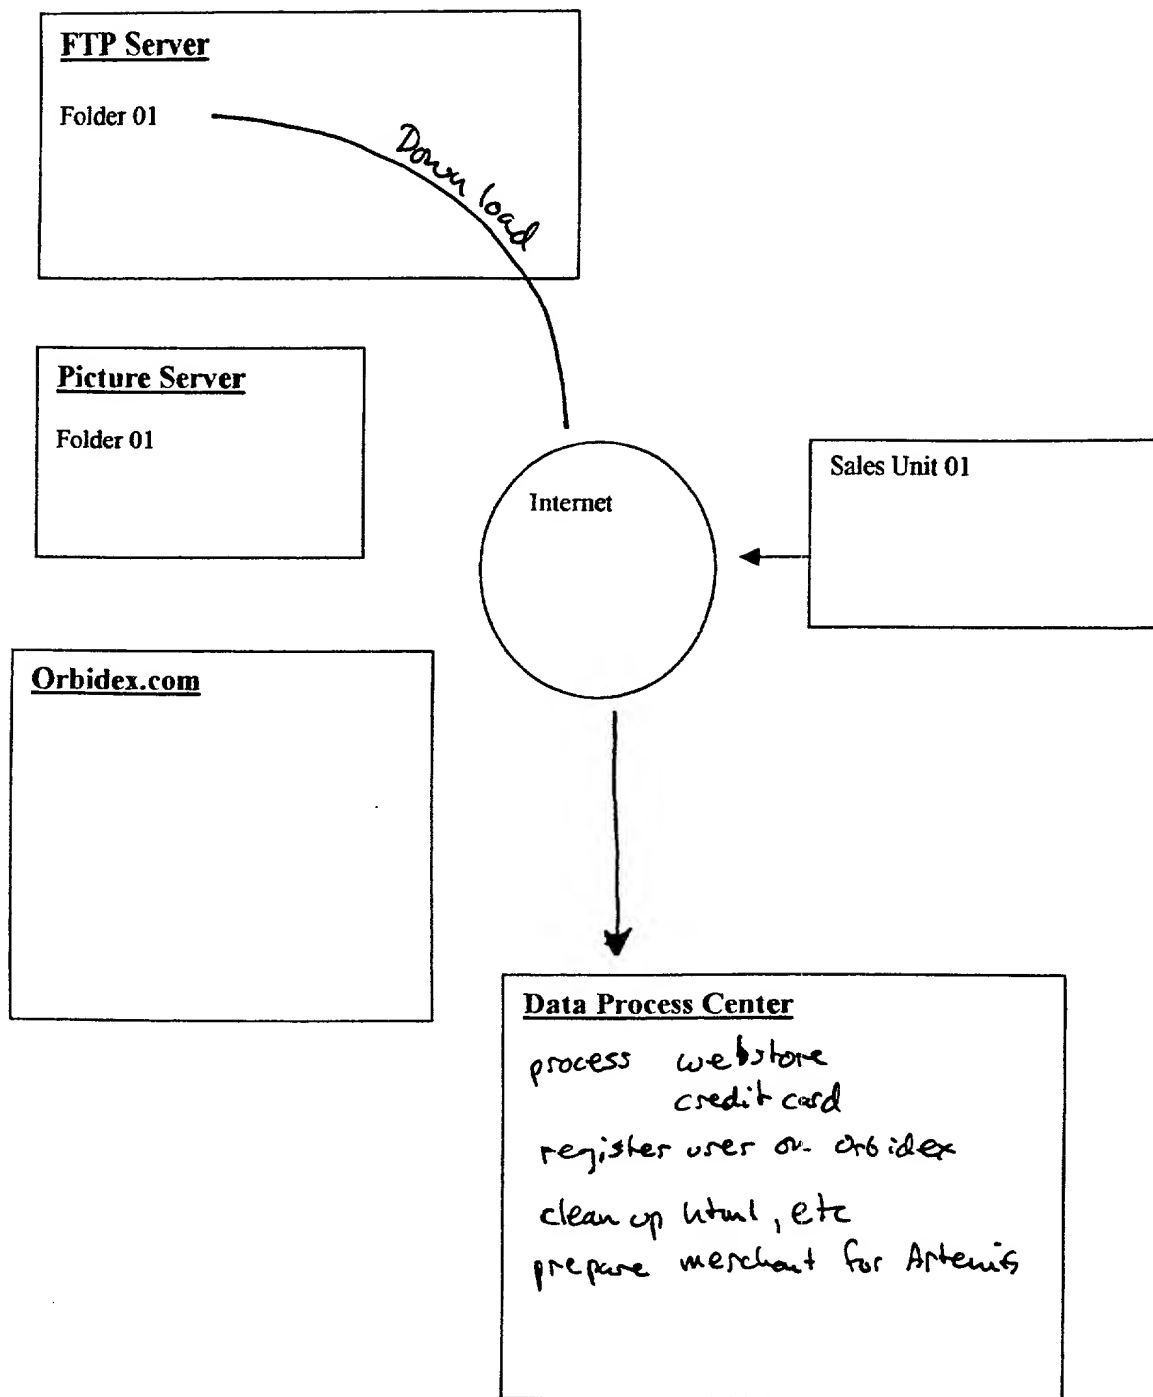 FTP Server
Folder 01
Down load
Picture Server
Folder 01
Internet
Sales Unit 01
Orbidex.com
Data Process Center
process webstore
credit card
register user on orbidex
clean up html, etc
prepare merchant for Artemis